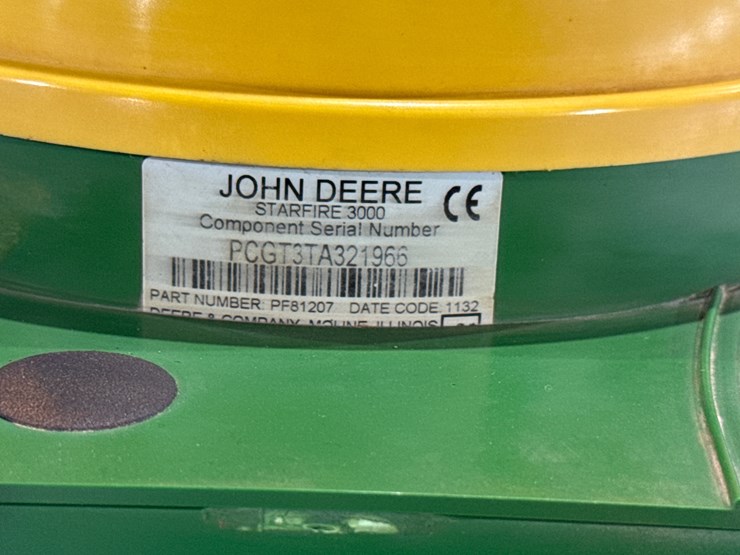 JOHN DEERE CE
STARFIRE 3000
Component Serial Number
PCGT3TA321966
PART NUMBER: PF81207 DATE CODE 1132
DEERE & COMPANY, MOLINE, ILLINOIS